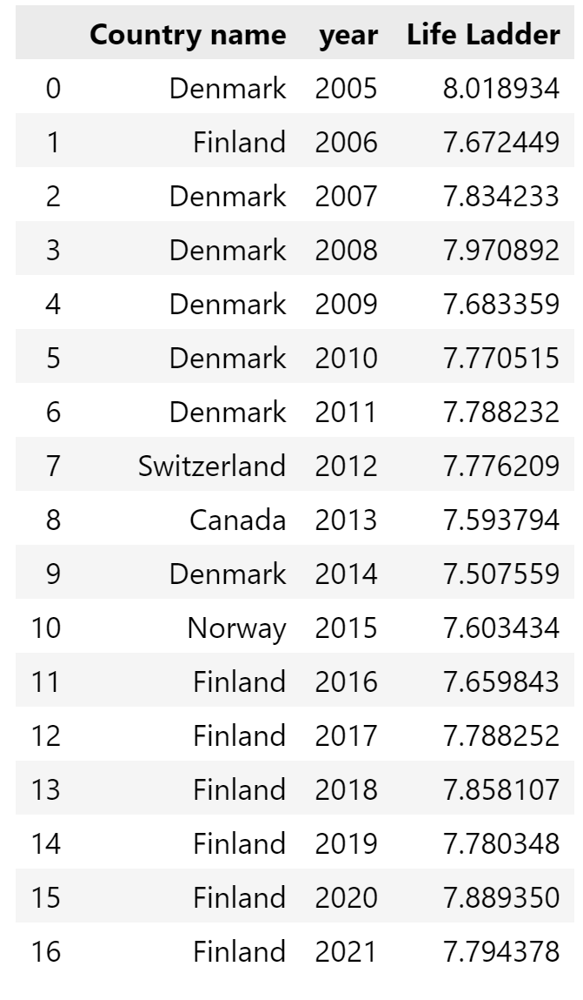 Country name year Life Ladder
0 Denmark 2005 8.018934
1 Finland 2006 7.672449
2 Denmark 2007 7.834233
3 Denmark 2008 7.970892
4 Denmark 2009 7.683359
5 Denmark 2010 7.770515
6 Denmark 2011 7.788232
7 Switzerland 2012 7.776209
8 Canada 2013 7.593794
9 Denmark 2014 7.507559
10 Norway 2015 7.603434
11 Finland 2016 7.659843
12 Finland 2017 7.788252
13 Finland 2018 7.858107
14 Finland 2019 7.780348
15 Finland 2020 7.889350
16 Finland 2021 7.794378